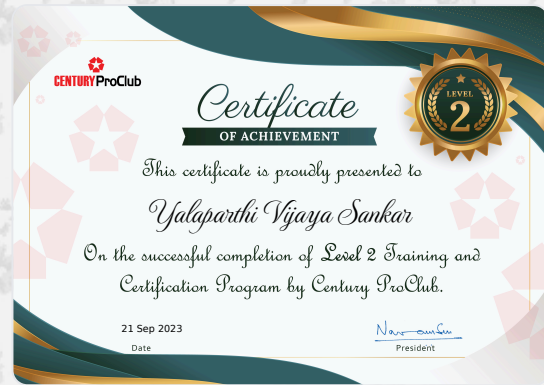 CENTURY ProClub
Certificate
OF ACHIEVEMENT
LEVEL
2
This certificate is proudly presented to
Yalaparthi Vijaya Sankar
On the successful completion of Level 2 Training and
Certification Program by Century ProClub.
21 Sep 2023
Date
President